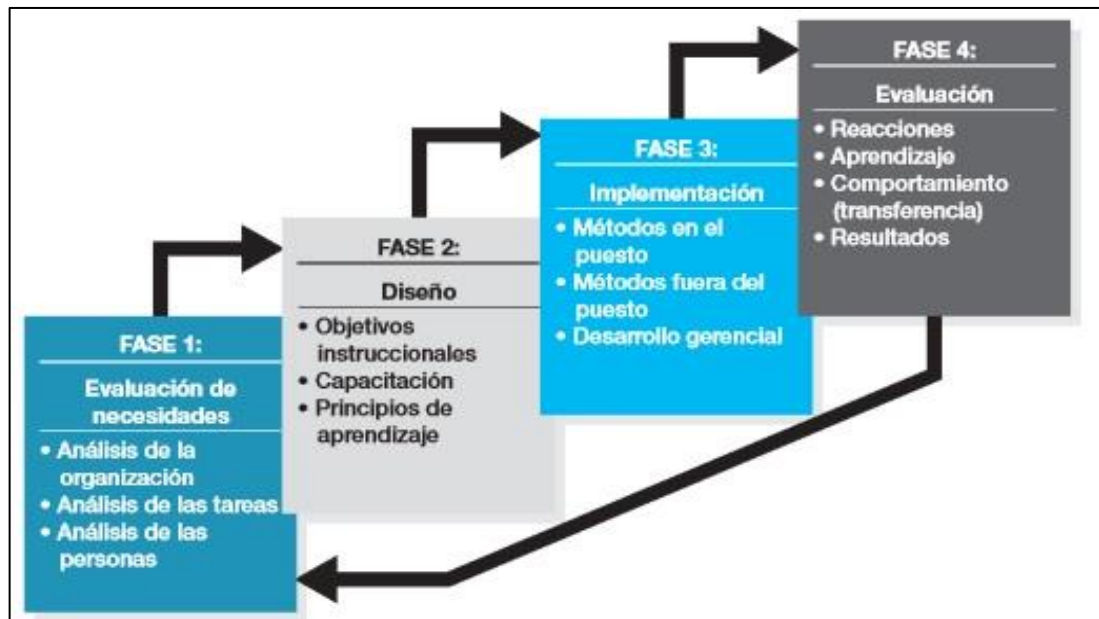 FASE 1:
Evaluación de
necesidades
• Análisis de la
organización
• Análisis de las tareas
• Análisis de las
personas
FASE 2:
Diseño
• Objetivos
instruccionales
• Capacitación
• Principios de
aprendizaje
FASE 3:
Implementación
• Métodos en el
puesto
• Métodos fuera del
puesto
• Desarrollo gerencial
FASE 4:
Evaluación
• Reacciones
• Aprendizaje
• Comportamiento
(transferencia)
• Resultados